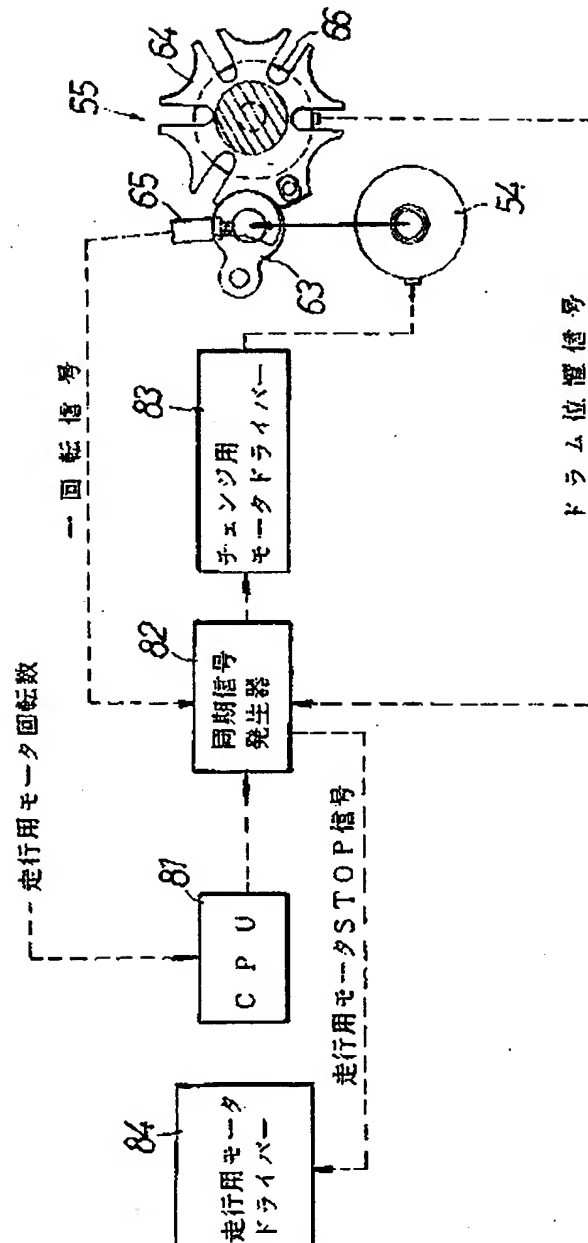 55
64
66
65
63
54
一回転信号
83
チェンジ用
モータドライバー
ドラム位置信号
82
同期信号
発生器
走行用モータ回転数
81
CPU
走行用モータSTOP信号
84
走行用モータ
ドライバー